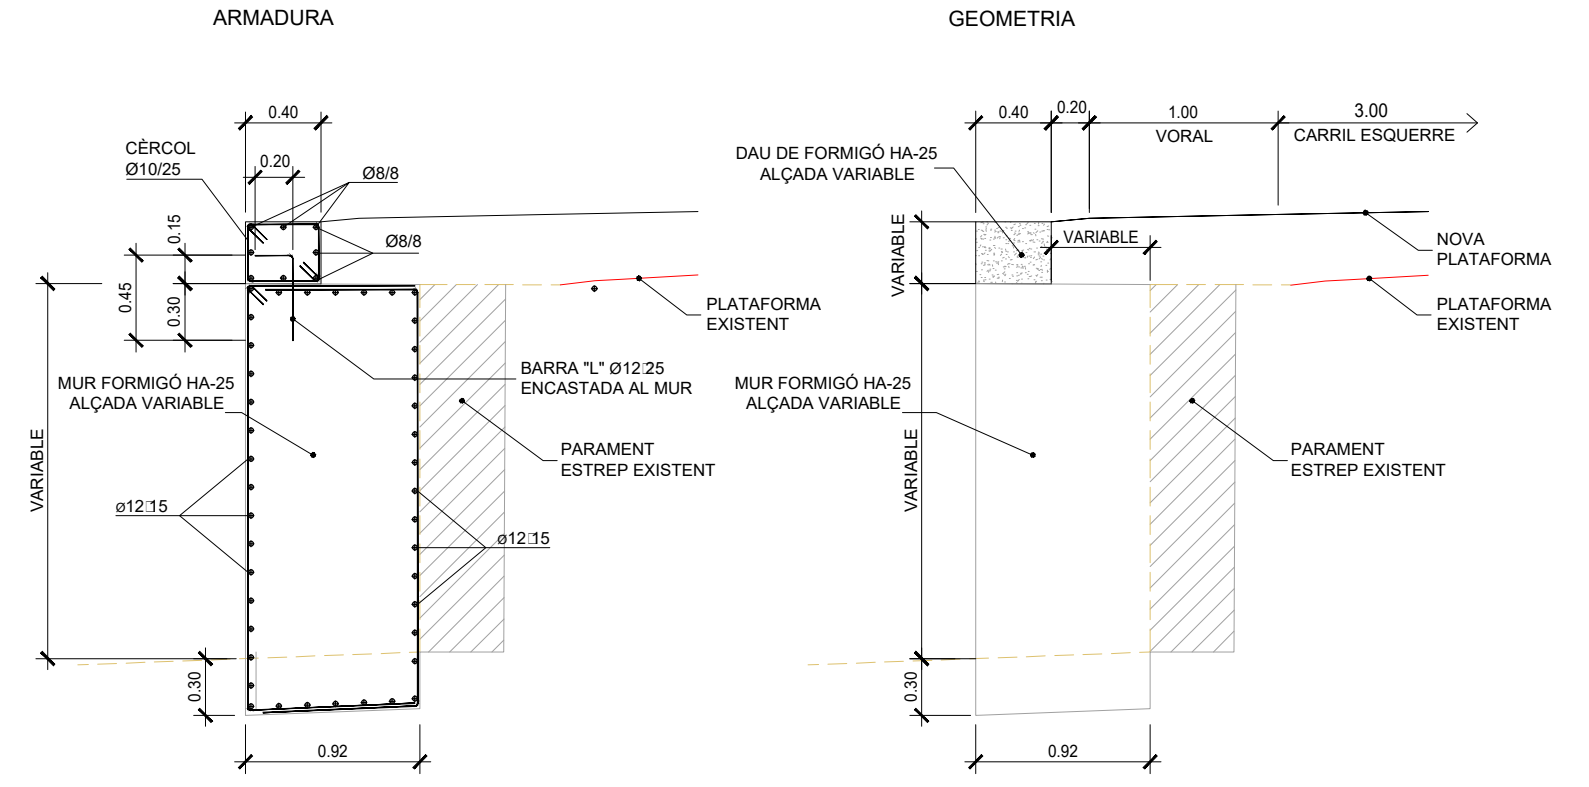 ARMADURA
0.40
CÈRCOL
Ø10/25
0.20
Ø8/8
0.15
Ø8/8
0.45
0.30
PLATAFORMA
EXISTENT
BARRA "L" Ø12□25
ENCASTADA AL MUR
MUR FORMIGÓ HA-25
ALÇADA VARIABLE
VARIABLE
PARAMENT
ESTREP EXISTENT
ø12□15
ø12□15
0.30
0.92
GEOMETRIA
0.40
0.20
1.00
VORAL
3.00
CARRIL ESQUERRE
DAU DE FORMIGÓ HA-25
ALÇADA VARIABLE
VARIABLE
VARIABLE
NOVA
PLATAFORMA
PLATAFORMA
EXISTENT
MUR FORMIGÓ HA-25
ALÇADA VARIABLE
VARIABLE
PARAMENT
ESTREP EXISTENT
0.30
0.92